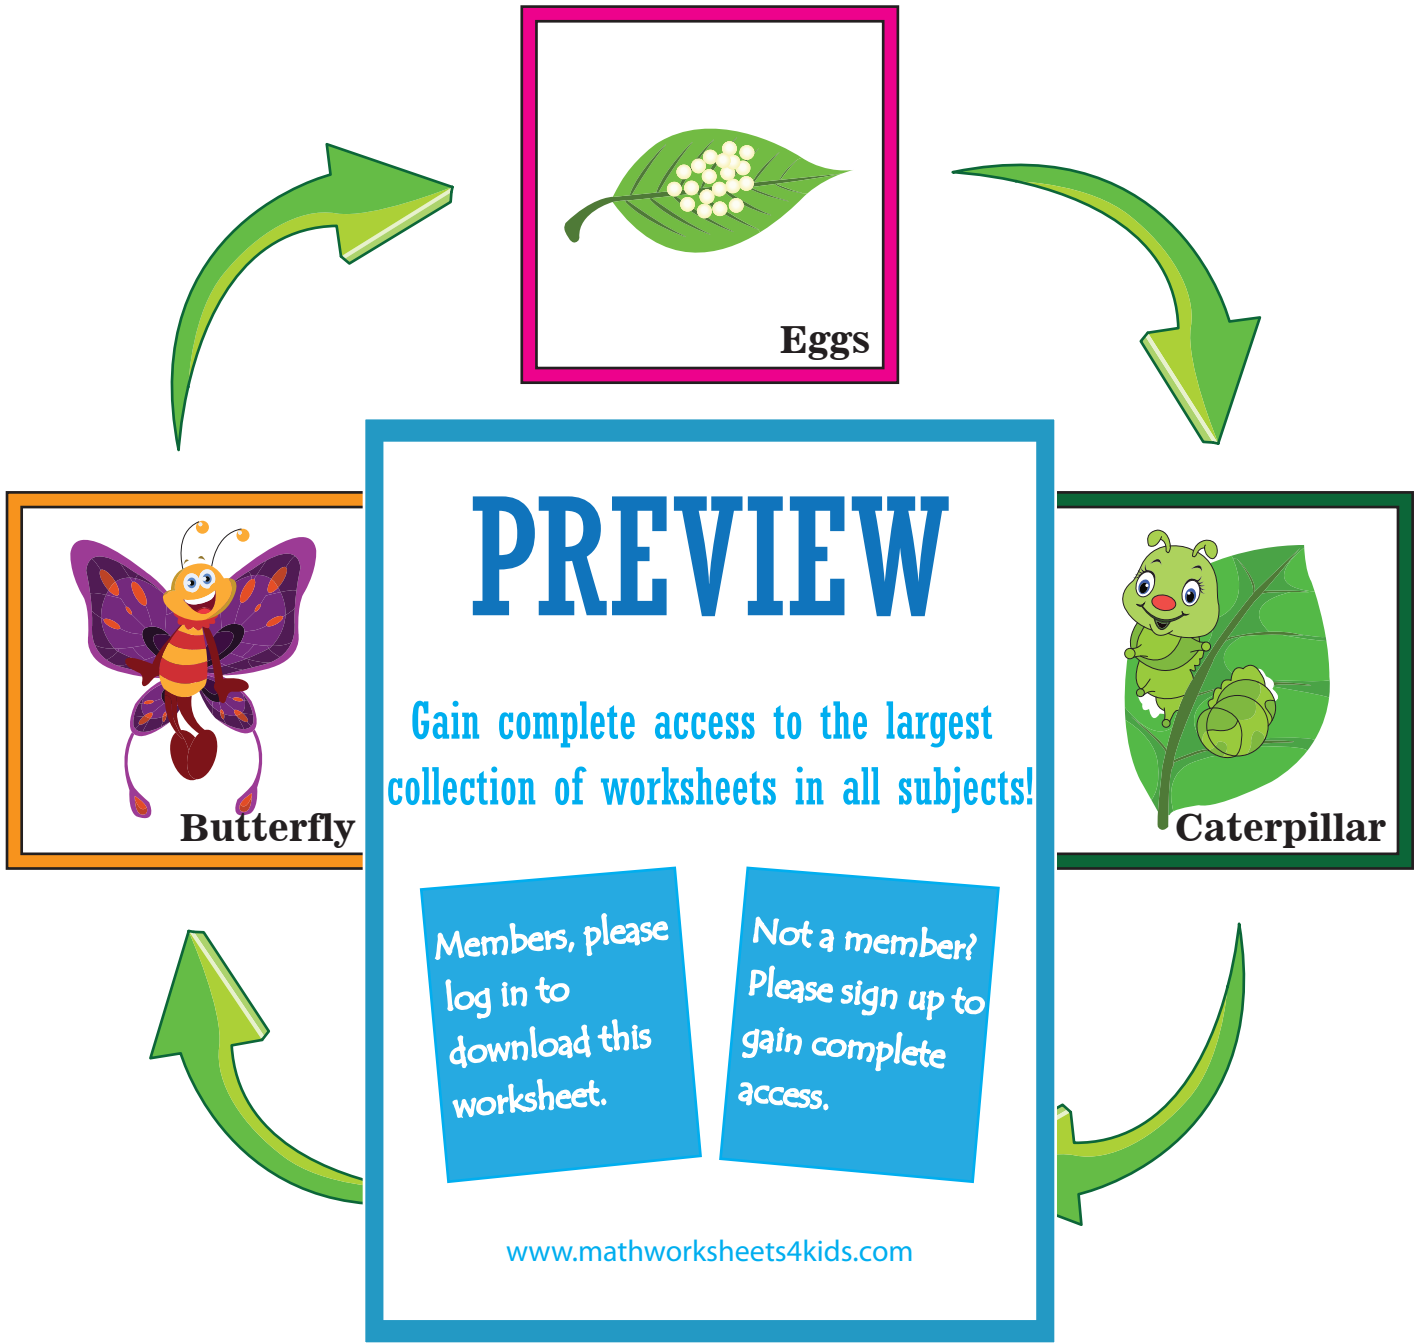 Eggs
PREVIEW
Gain complete access to the largest
collection of worksheets in all subjects!
Butterfly
Caterpillar
Members, please
log in to
download this
worksheet.
Not a member?
Please sign up to
gain complete
access.
www.mathworksheets4kids.com